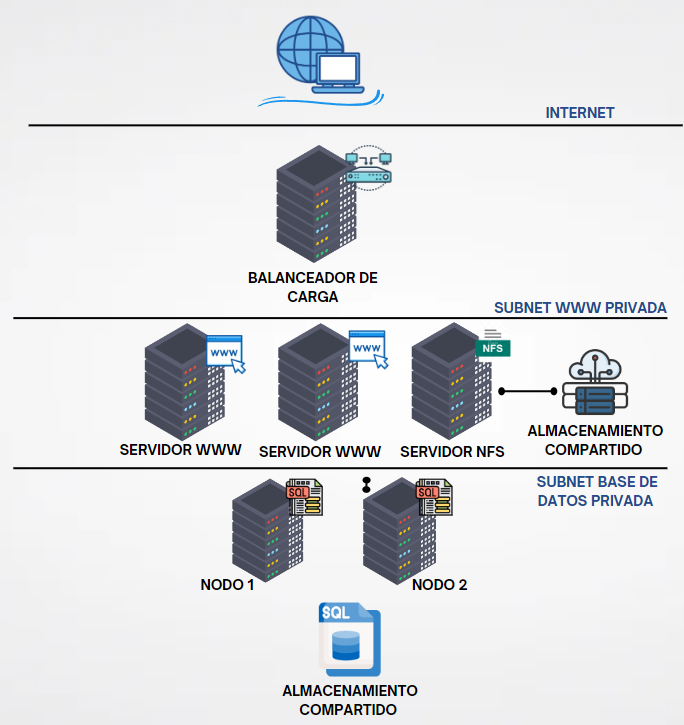 INTERNET
BALANCEADOR DE
CARGA
SUBNET WWW PRIVADA
WWW
WWW
NFS
SERVIDOR WWW
SERVIDOR WWW
SERVIDOR NFS
ALMACENAMIENTO
COMPARTIDO
SUBNET BASE DE
DATOS PRIVADA
SQL
SQL
NODO 1
NODO 2
SQL
ALMACENAMIENTO
COMPARTIDO